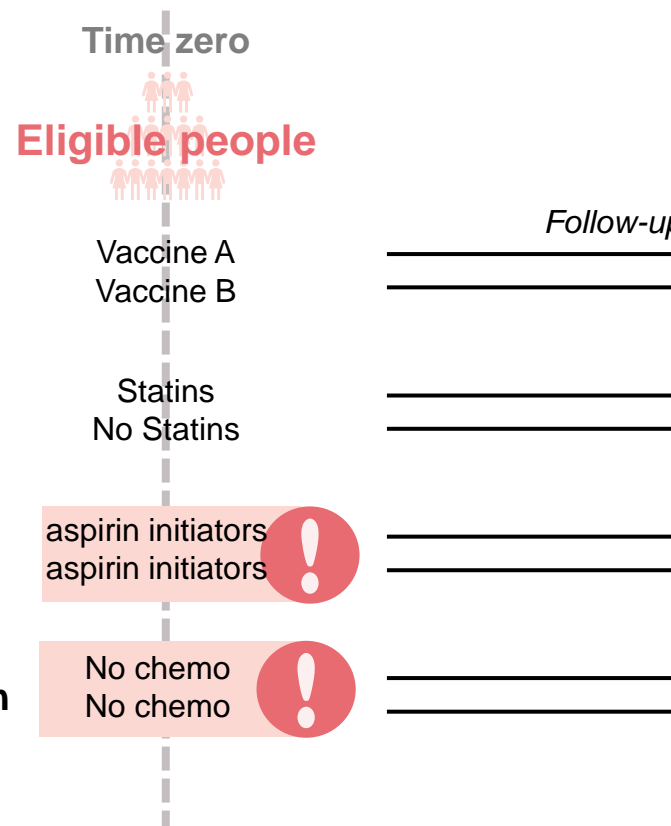 Time zero
Eligible people
Follow-up
Vaccine A
Vaccine B
Statins
No Statins
aspirin initiators
aspirin initiators
No chemo
No chemo